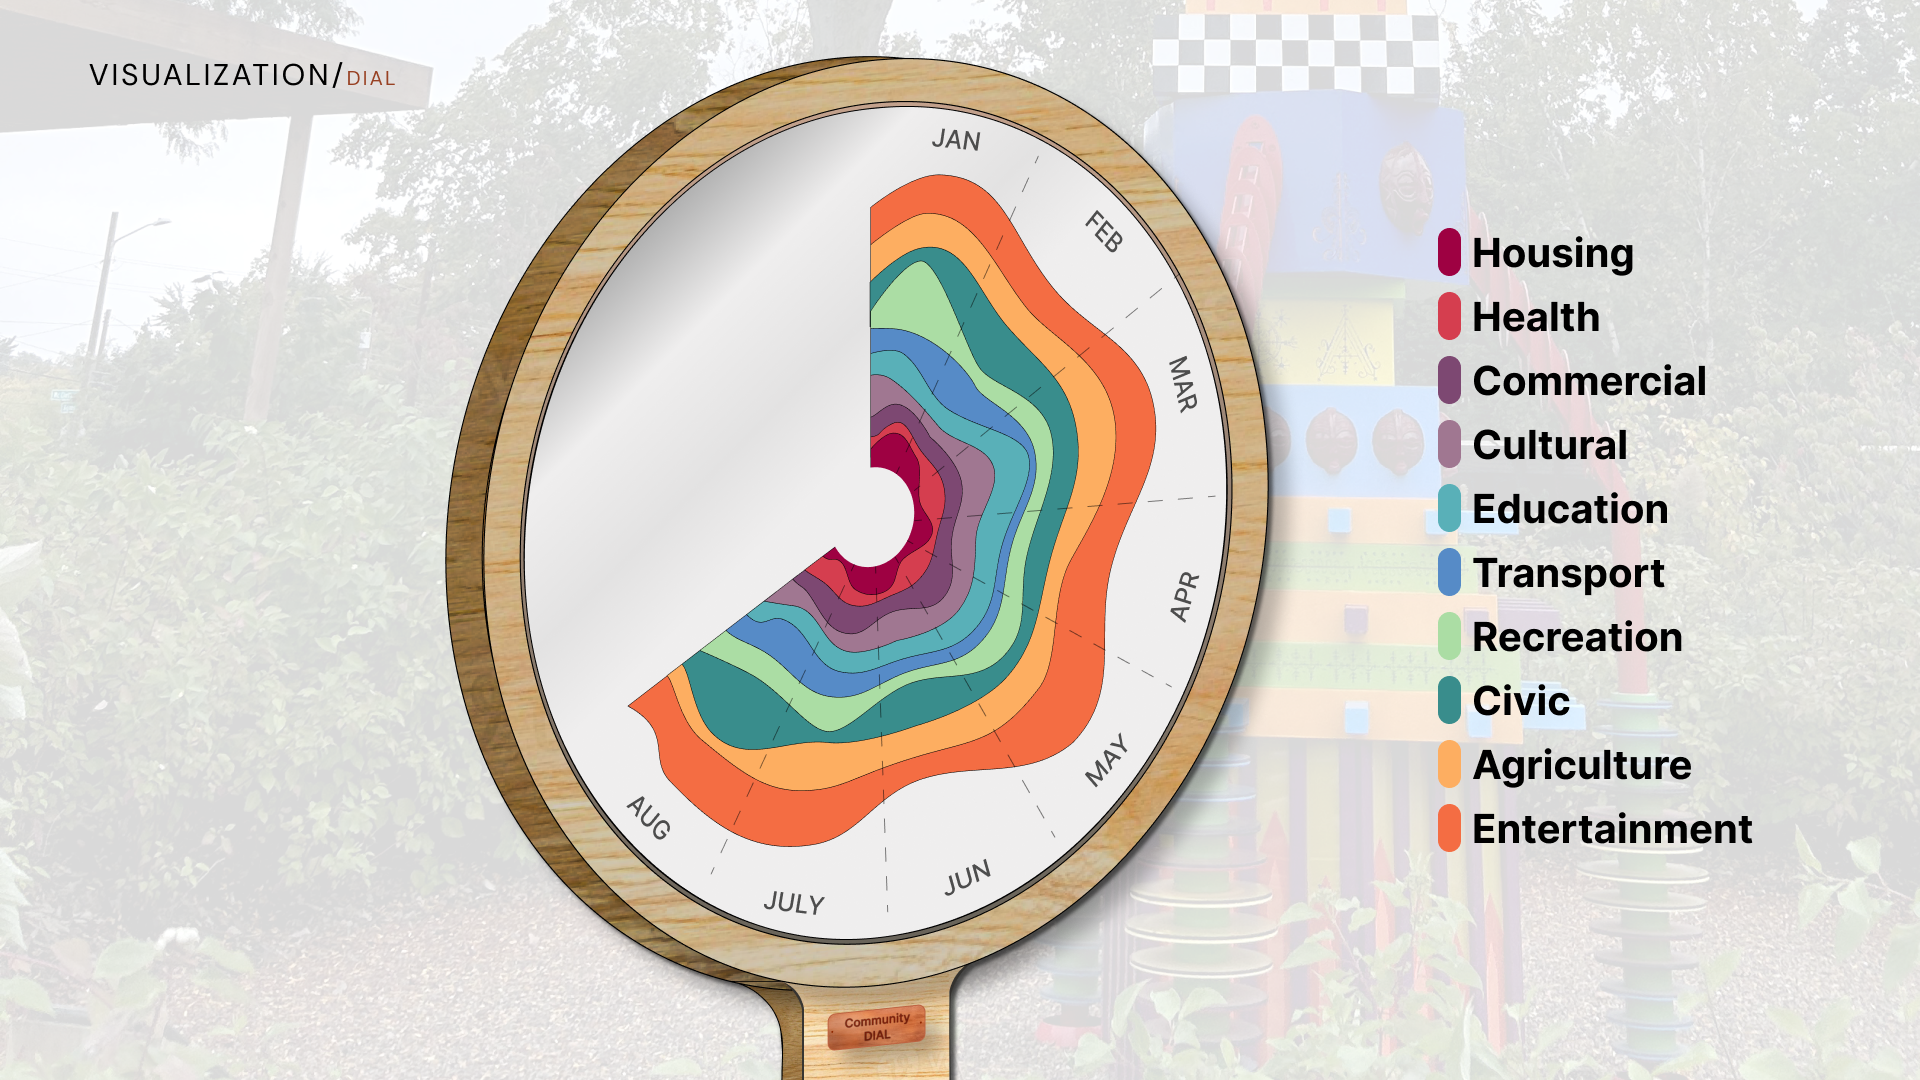 VISUALIZATION/DIAL
JAN
FEB
MAR
APR
MAY
JUN
JULY
AUG
Housing
Health
Commercial
Cultural
Education
Transport
Recreation
Civic
Agriculture
Entertainment
Community
DIAL